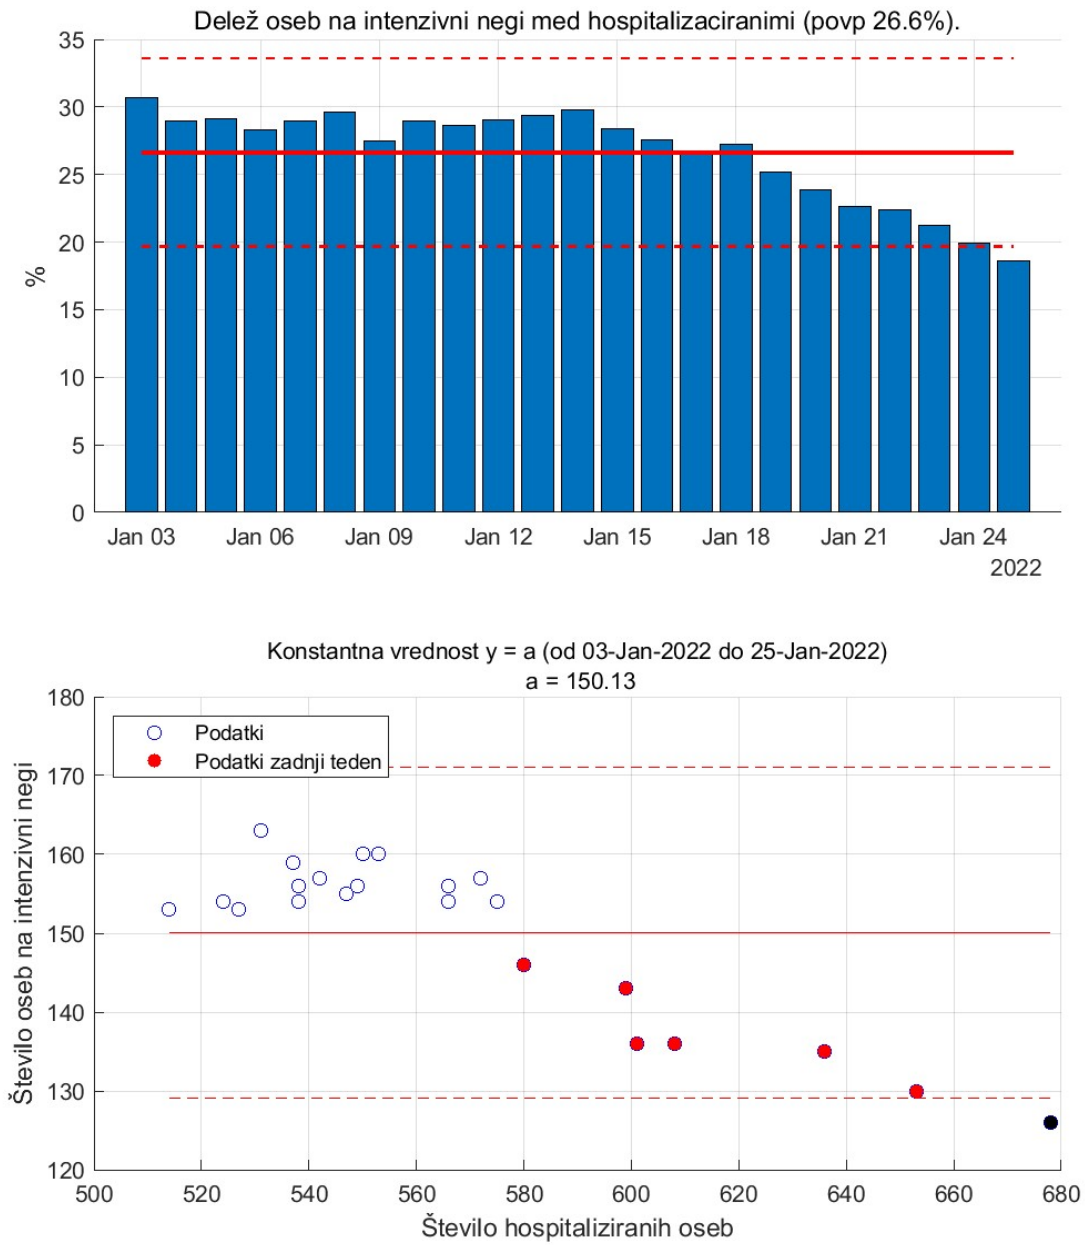 Delež oseb na intenzivni negi med hospitalizaciranimi (povp 26.6%).
35
30
25
20
15
10
5
0
%
Jan 03 Jan 06 Jan 09 Jan 12 Jan 15 Jan 18 Jan 21 Jan 24
2022
Konstantna vrednost y = a (od 03-Jan-2022 do 25-Jan-2022)
a = 150.13
180
170
160
150
140
130
120
Število oseb na intenzivni negi
Podatki
Podatki zadnji teden
500 520 540 560 580 600 620 640 660 680
Število hospitaliziranih oseb